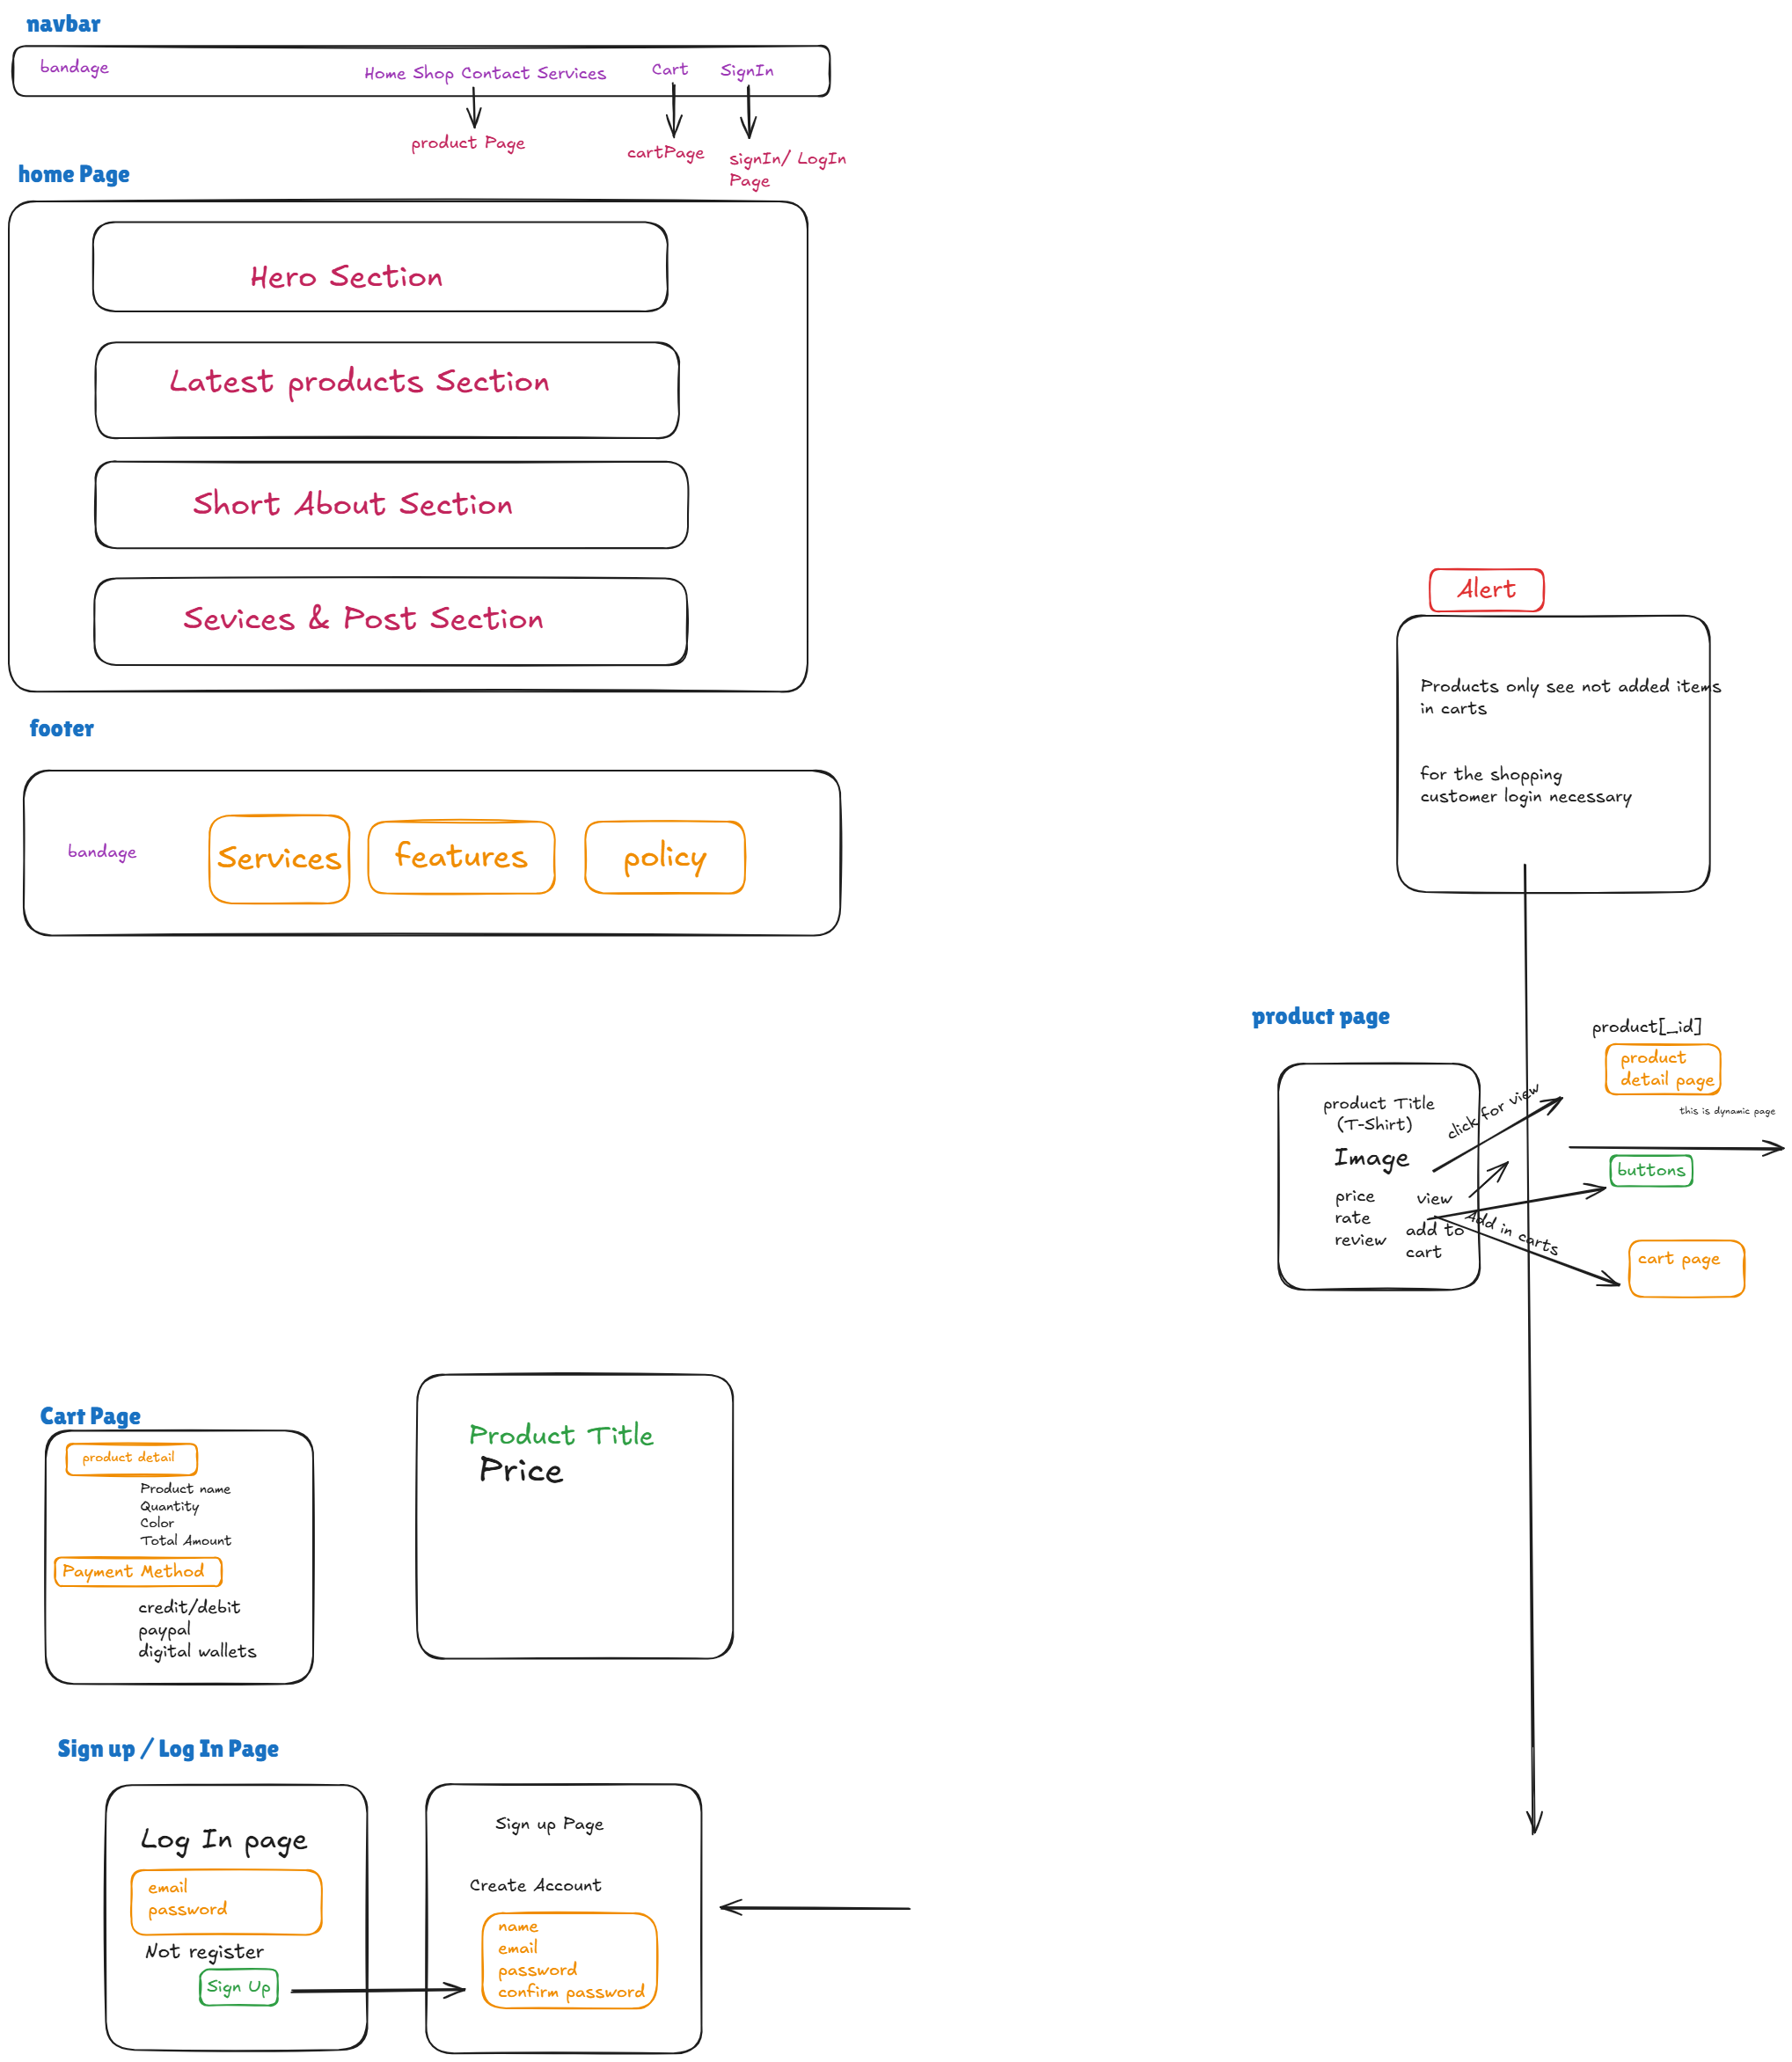 navbar
bandage
Home Shop Contact Services
Cart
SignIn
product Page
cartPage
signIn/ LogIn
Page
home Page
Hero Section
Latest products Section
Short About Section
Sevices & Post Section
footer
bandage
Services
features
policy
Alert
Products only see not added items
in carts
for the shopping
customer login necessary
product page
product Title
(T-Shirt)
Image
price
rate
review
view
add to
cart
click for view
Add in carts
product[_id]
product
detail page
this is dynamic page
buttons
cart page
Cart Page
product detail
Product name
Quantity
Color
Total Amount
Payment Method
credit/debit
paypal
digital wallets
Product Title
Price
Sign up / Log In Page
Log In page
email
password
Not register
Sign Up
Sign up Page
Create Account
name
email
password
confirm password